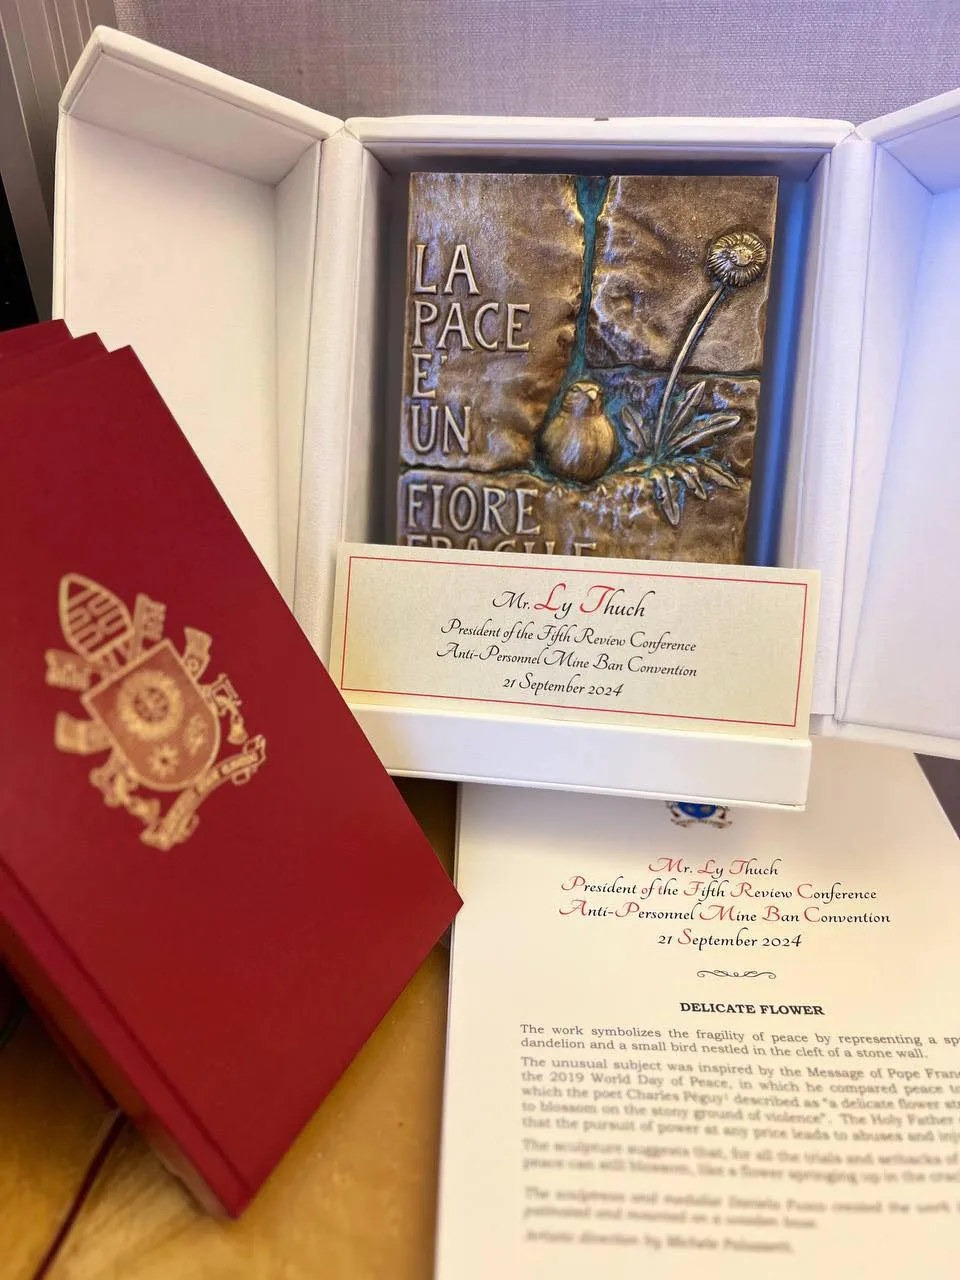 LA
PACE
E'
UN
FIORE
FRAGILE
Mr. Ly Thuch
President of the Fifth Review Conference
Anti-Personnel Mine Ban Convention
21 September 2024
Mr. Ly Thuch
President of the Fifth Review Conference
Anti-Personnel Mine Ban Convention
21 September 2024
DELICATE FLOWER
The work symbolizes the fragility of peace by representing a
dandelion and a small bird nestled in the cleft of a stone wall.
The unusual subject was inspired by the Message of Pope
the 2019 World Day of Peace, in which he compared peace
which the poet Charles Péguy¹ described as "a delicate flower
to blossom on the stony ground of violence". The Holy Father
that the pursuit of power at any price leads to abuses and
The sculpture suggests that, for all the trials and setbacks of
peace can still blossom, like a flower springing up in the
The sculptress and medalist Daniela created the work
patinated and mounted on a wooden base.
Artistic direction by